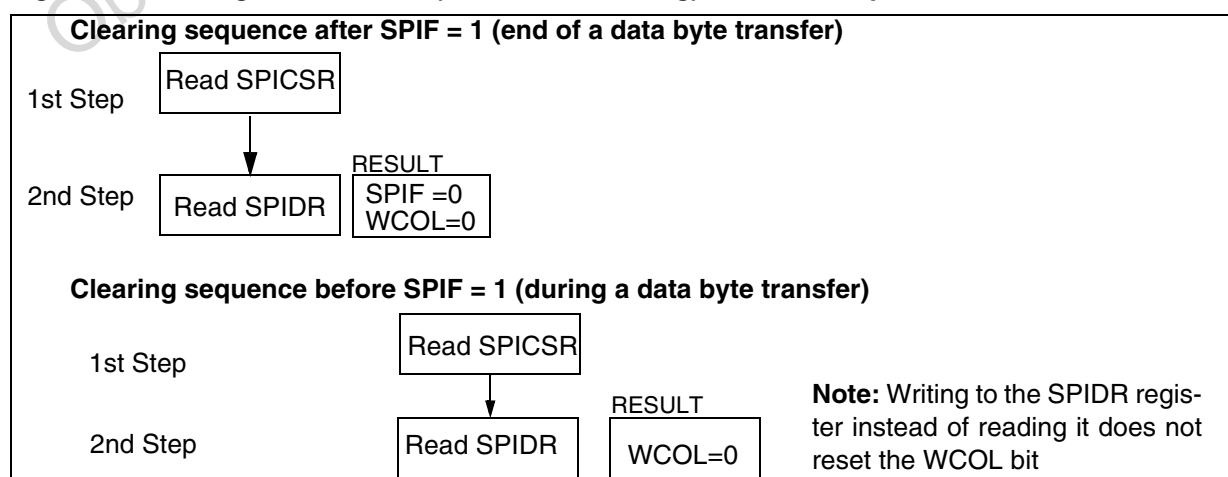 Clearing sequence after SPIF = 1 (end of a data byte transfer)
1st Step
Read SPICSR
RESULT
2nd Step
Read SPIDR
SPIF =0
WCOL=0
Clearing sequence before SPIF = 1 (during a data byte transfer)
1st Step
Read SPICSR
RESULT
2nd Step
Read SPIDR
WCOL=0
Note: Writing to the SPIDR regis-
ter instead of reading it does not
reset the WCOL bit